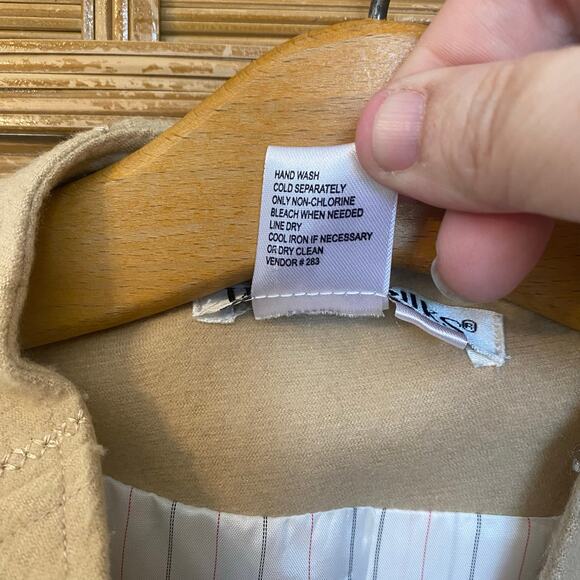 HAND WASH
COLD SEPARATELY
ONLY NON-CHLORINE
BLEACH WHEN NEEDED
LINE DRY
COOL IRON IF NECESSARY
OR DRY CLEAN
VENDOR # 283